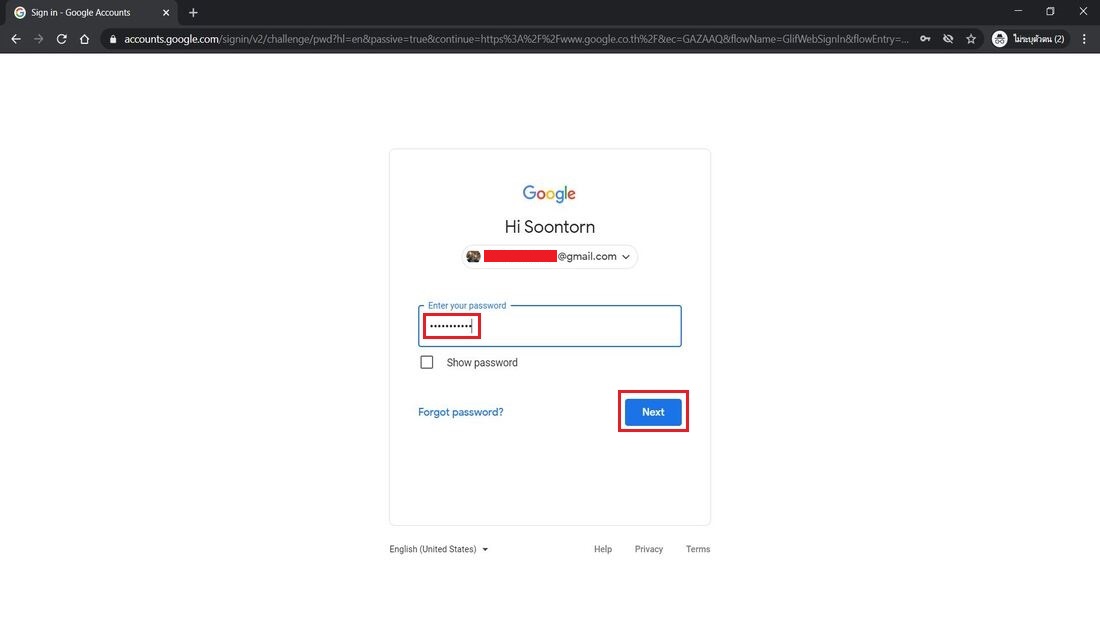 Sign in - Google Accounts
accounts.google.com/signin/v2/challenge/pwd?hl=en&passive=true&continue=https%3A%2F%2Fwww.google.co.th%2F&ec=GAZAAQ&flowName=GlifWebSignIn&flowEntry=...
ไม่ระบุตัวตน (2)
Google
Hi Soontorn
@gmail.com
Enter your password
•••••••••••
Show password
Forgot password?
Next
English (United States)
Help Privacy Terms